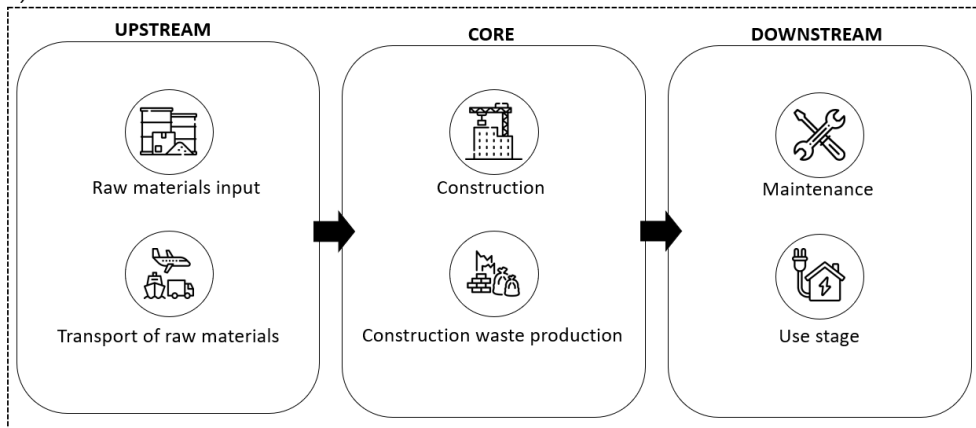 UPSTREAM
CORE
DOWNSTREAM
Raw materials input
Construction
Maintenance
Transport of raw materials
Construction waste production
Use stage